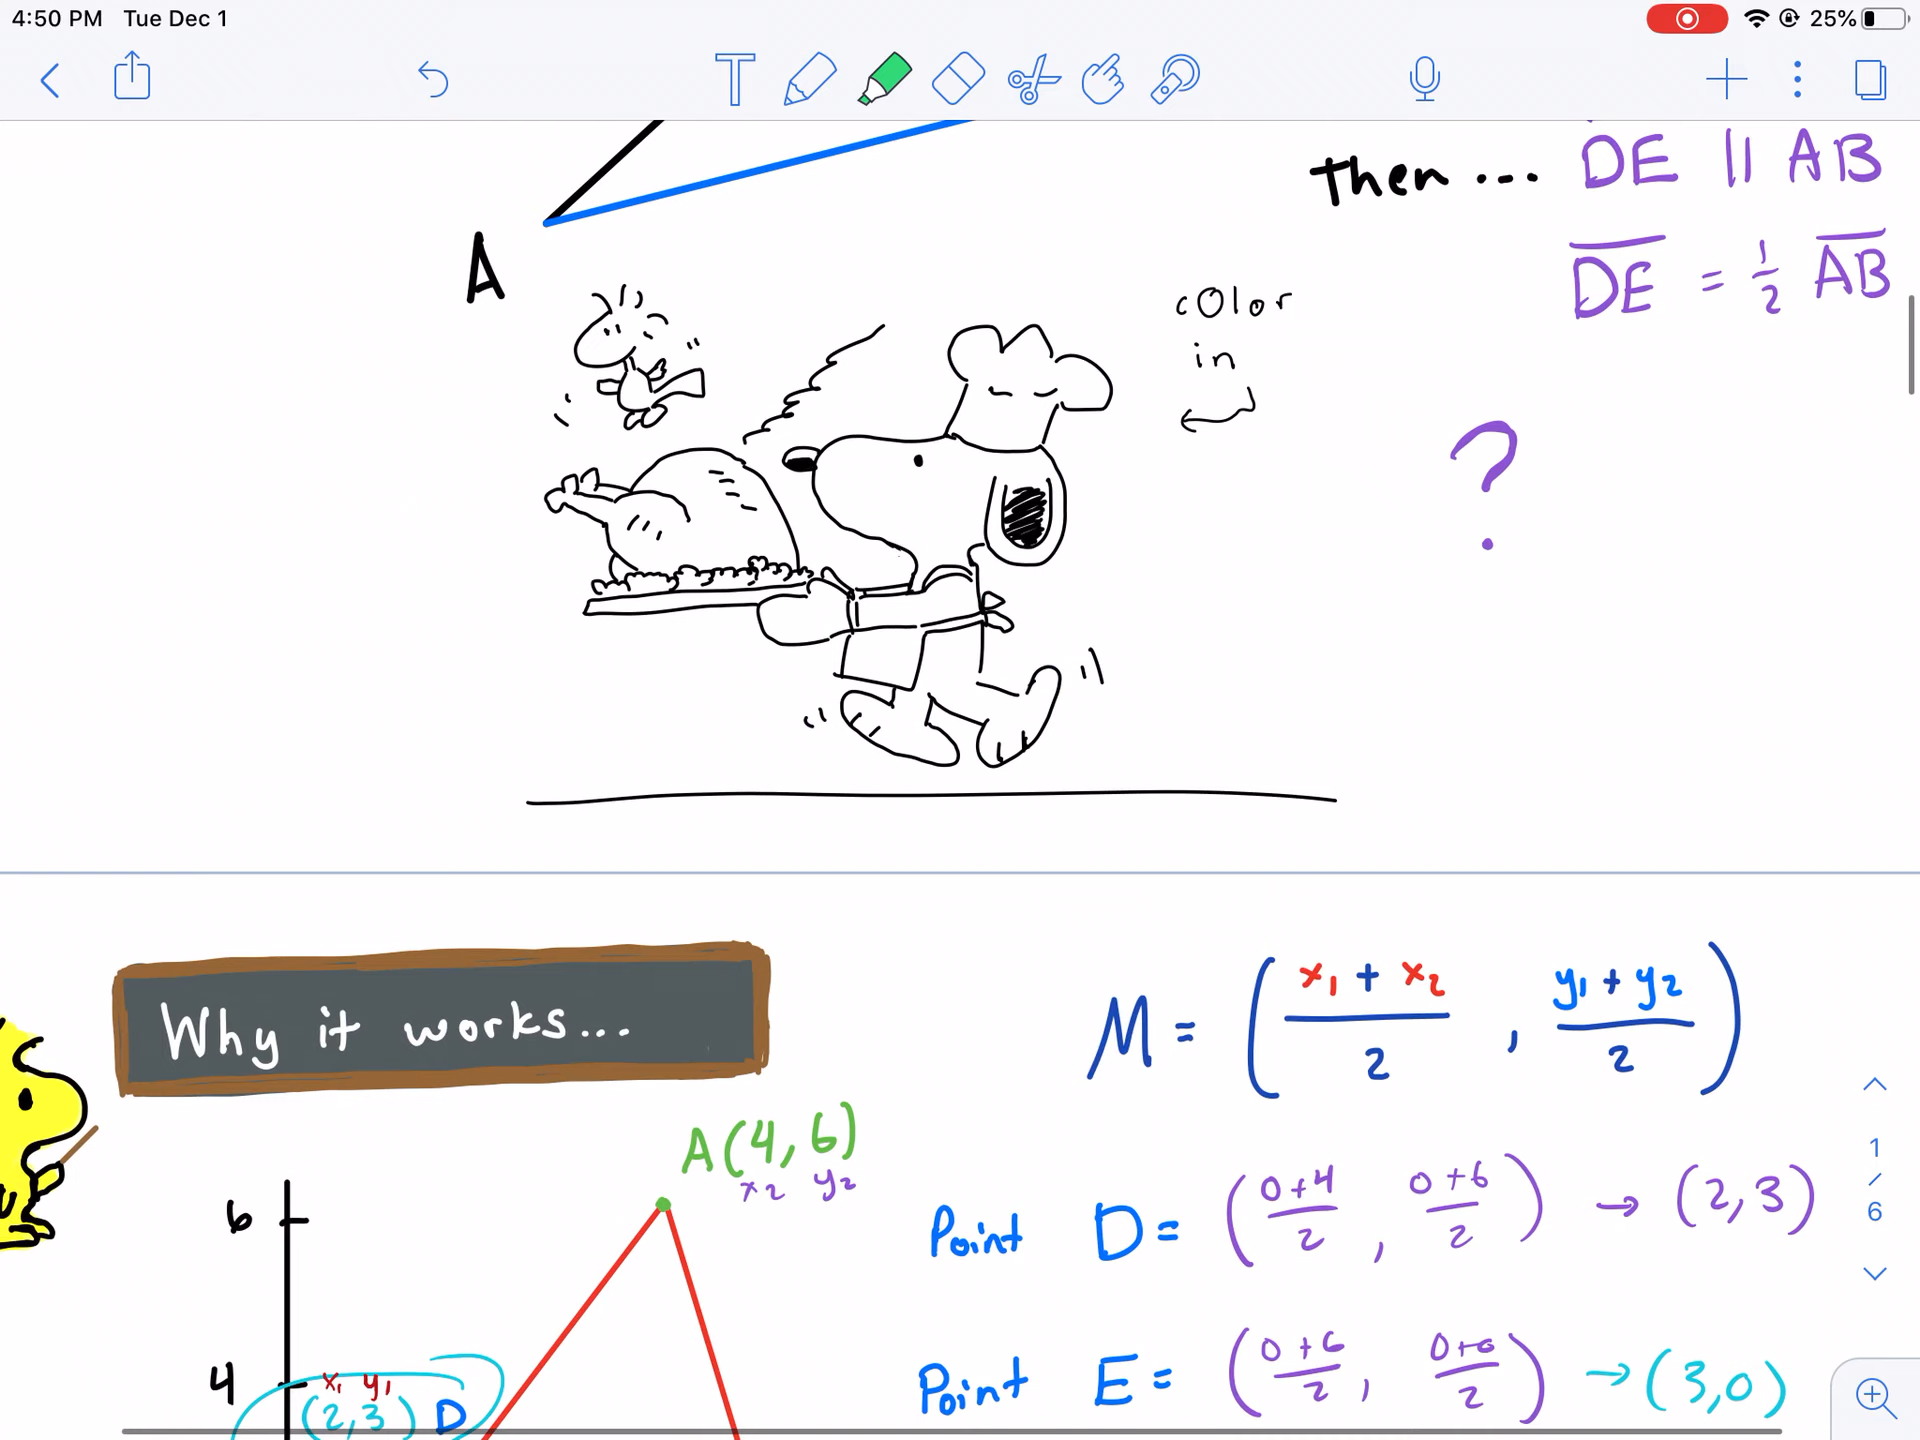 4:50 PM Tue Dec 1
25%
T
then ... DE || AB
DE = 1/2 AB
A
color
in
?
Why it works...
M = ( x1 + x2 / 2 , y1 + y2 / 2 )
A(4, 6)
x2 y2
6
Point D = ( 0+4 / 2 , 0+6 / 2 ) → (2,3)
1
/
6
4
x1 y1
(2,3) D
Point E = ( 0+6 / 2 , 0+0 / 2 ) → (3,0)